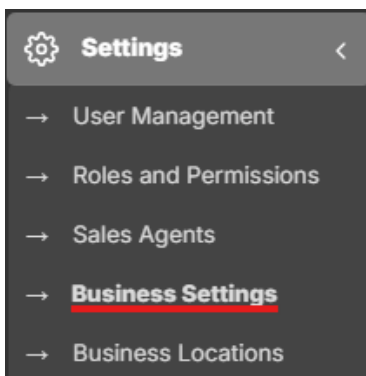 Settings
→ User Management
→ Roles and Permissions
→ Sales Agents
→ Business Settings
→ Business Locations